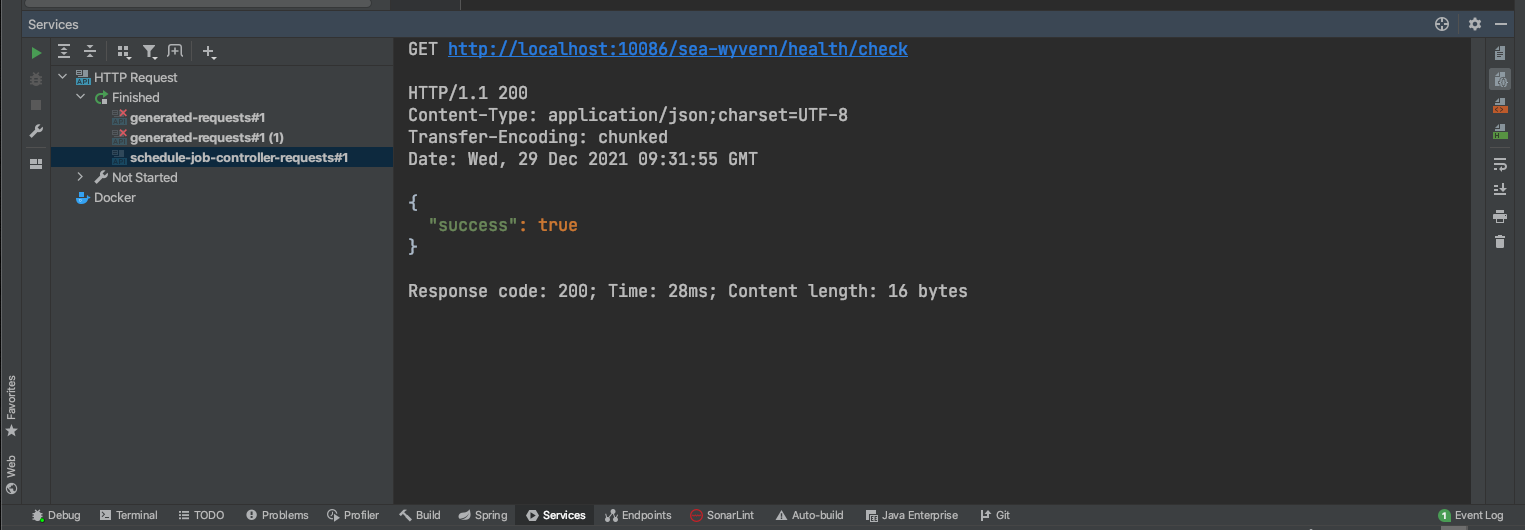 Services
HTTP Request
Finished
generated-requests#1
generated-requests#1 (1)
schedule-job-controller-requests#1
Not Started
Docker
GET http://localhost:10086/sea-wyvern/health/check
HTTP/1.1 200
Content-Type: application/json;charset=UTF-8
Transfer-Encoding: chunked
Date: Wed, 29 Dec 2021 09:31:55 GMT
{
"success": true
}
Response code: 200; Time: 28ms; Content length: 16 bytes
Favorites
Web
Debug Terminal TODO Problems Profiler Build Spring Services Endpoints SonarLint Auto-build Java Enterprise Git 1 Event Log